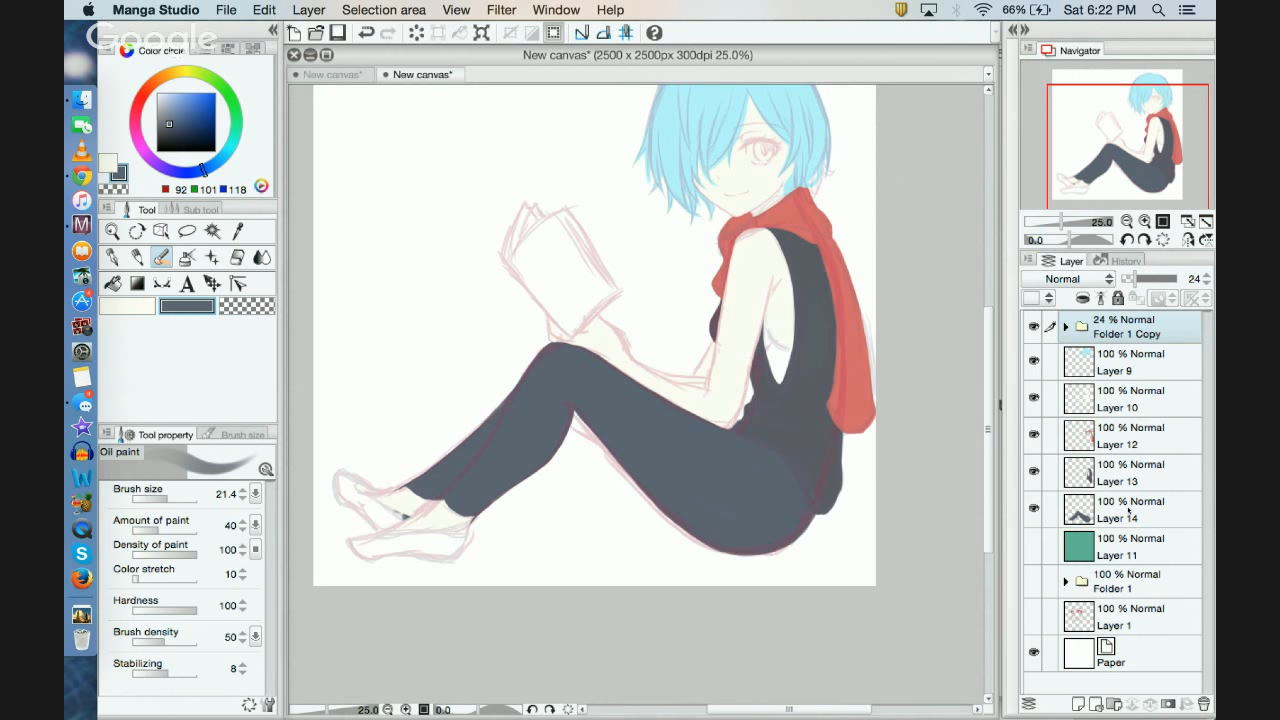 Manga Studio File Edit Layer Selection area View Filter Window Help
66% Sat 6:22 PM
Google
Color circle
New canvas* (2500 x 2500px 300dpi 25.0%)
New canvas*
New canvas*
92 101 118
Tool
Sub tool
Tool property
Brush size
Oil paint
Brush size 21.4
Amount of paint 40
Density of paint 100
Color stretch 10
Hardness 100
Brush density 50
Stabilizing 8
25.0
0.0
Navigator
25.0
0.0
Layer
History
Normal
24
24 % Normal
Folder 1 Copy
100 % Normal
Layer 9
100 % Normal
Layer 10
100 % Normal
Layer 12
100 % Normal
Layer 13
100 % Normal
Layer 14
100 % Normal
Layer 11
100 % Normal
Folder 1
100 % Normal
Layer 1
Paper